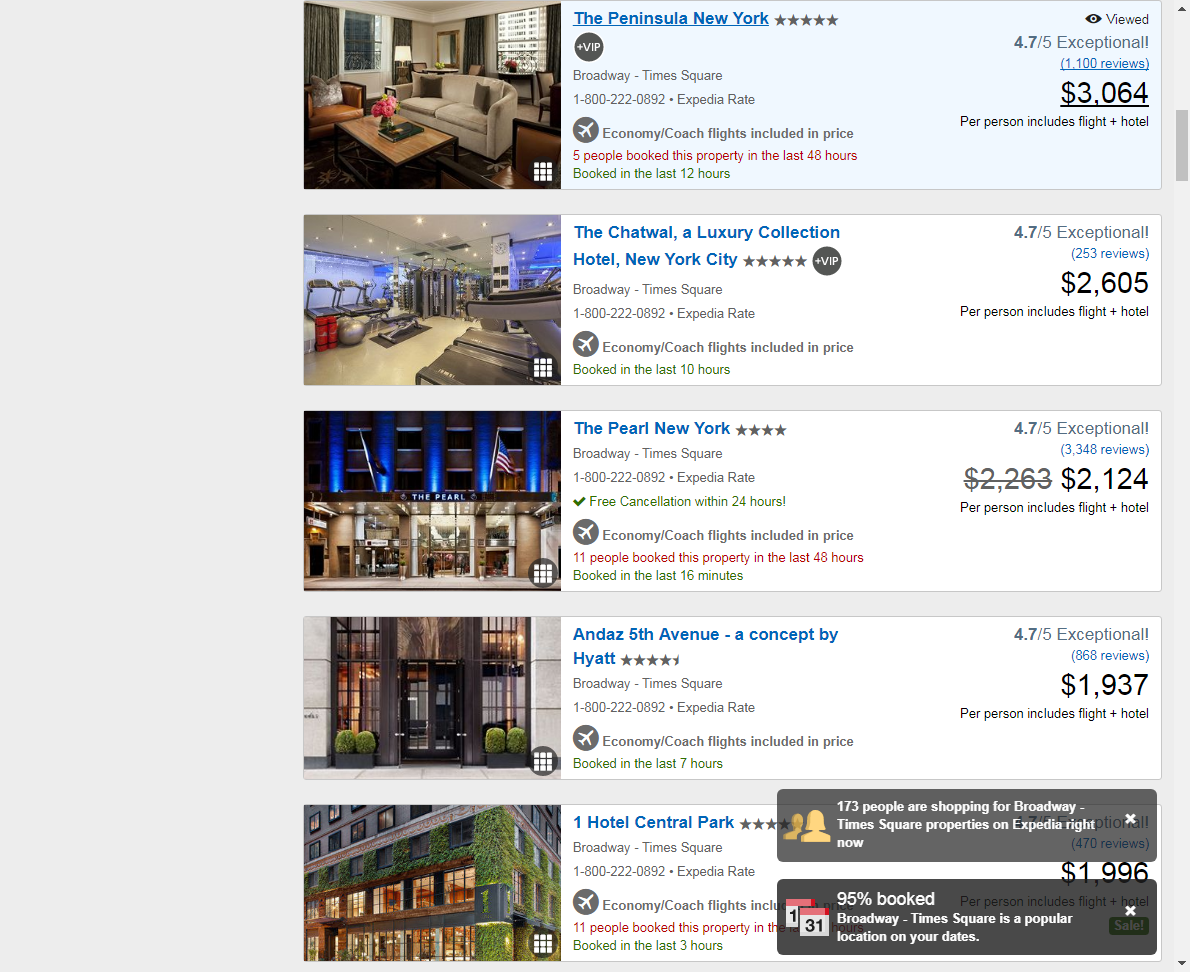 The Peninsula New York
Viewed
+VIP
4.7/5 Exceptional!
(1,100 reviews)
Broadway - Times Square
$3,064
1-800-222-0892 • Expedia Rate
Per person includes flight + hotel
Economy/Coach flights included in price
5 people booked this property in the last 48 hours
Booked in the last 12 hours
The Chatwal, a Luxury Collection
Hotel, New York City +VIP
4.7/5 Exceptional!
(253 reviews)
Broadway - Times Square
$2,605
1-800-222-0892 • Expedia Rate
Per person includes flight + hotel
Economy/Coach flights included in price
Booked in the last 10 hours
THE PEARL
The Pearl New York
4.7/5 Exceptional!
(3,348 reviews)
Broadway - Times Square
$2,263 $2,124
1-800-222-0892 • Expedia Rate
Per person includes flight + hotel
Free Cancellation within 24 hours!
Economy/Coach flights included in price
11 people booked this property in the last 48 hours
Booked in the last 16 minutes
Andaz 5th Avenue - a concept by
Hyatt
4.7/5 Exceptional!
(868 reviews)
Broadway - Times Square
$1,937
1-800-222-0892 • Expedia Rate
Per person includes flight + hotel
Economy/Coach flights included in price
Booked in the last 7 hours
1 Hotel Central Park
4.7/5 Exceptional!
(470 reviews)
Broadway - Times Square
$1,996
1-800-222-0892 • Expedia Rate
Per person includes flight + hotel
Economy/Coach flights included in price
Sale!
11 people booked this property in the last 48 hours
Booked in the last 3 hours
173 people are shopping for Broadway -
Times Square properties on Expedia right
now
1
31
95% booked
Broadway - Times Square is a popular
location on your dates.